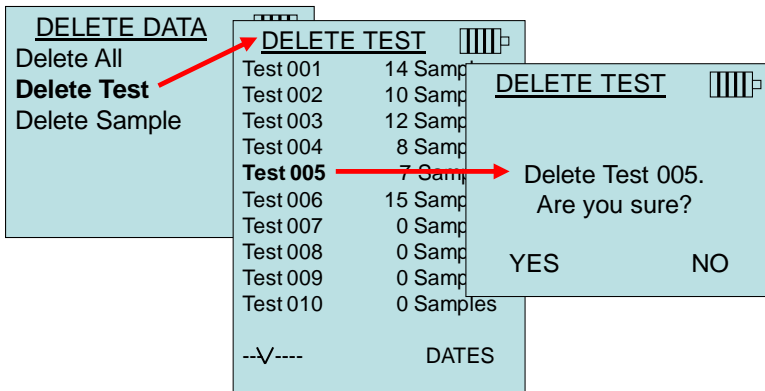 DELETE DATA
Delete All
Delete Test
Delete Sample
DELETE TEST
Test 001 14 Samp
Test 002 10 Samp
Test 003 12 Samp
Test 004 8 Samp
Test 005 7 Samp
Test 006 15 Samp
Test 007 0 Samp
Test 008 0 Samp
Test 009 0 Samp
Test 010 0 Samples
--\/---- DATES
DELETE TEST
Delete Test 005.
Are you sure?
YES NO